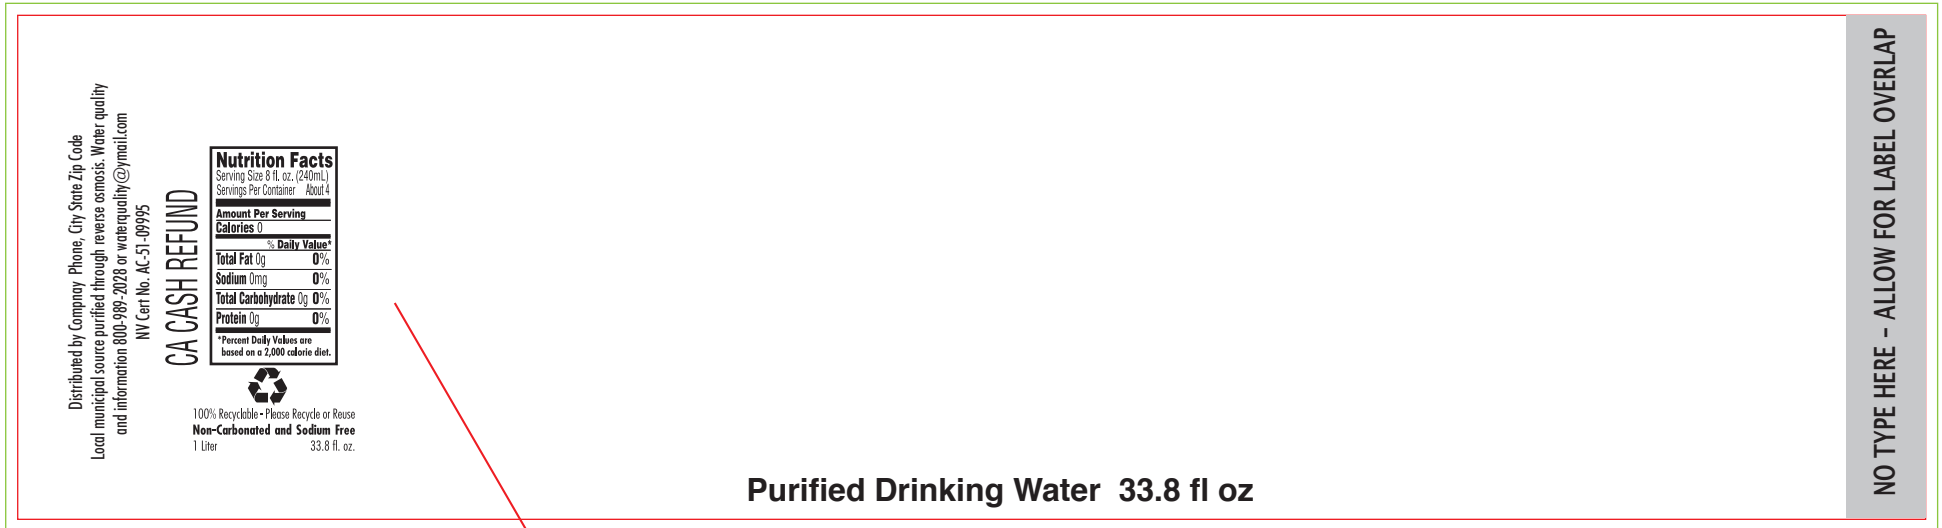 Distributed by Compnay Phone, City State Zip Code
Local municipal source purified through reverse osmosis. Water quality
and information 800-989-2028 or waterquality@ymail.com
NV Cert No. AC-51-09995
CA CASH REFUND
Nutrition Facts
Serving Size 8 fl. oz. (240mL)
Servings Per Container About 4
Amount Per Serving
Calories 0
% Daily Value*
Total Fat 0g 0%
Sodium 0mg 0%
Total Carbohydrate 0g 0%
Protein 0g 0%
*Percent Daily Values are
based on a 2,000 calorie diet.
100% Recyclable - Please Recycle or Reuse
Non-Carbonated and Sodium Free
1 Liter 33.8 fl. oz.
Purified Drinking Water 33.8 fl oz
NO TYPE HERE - ALLOW FOR LABEL OVERLAP